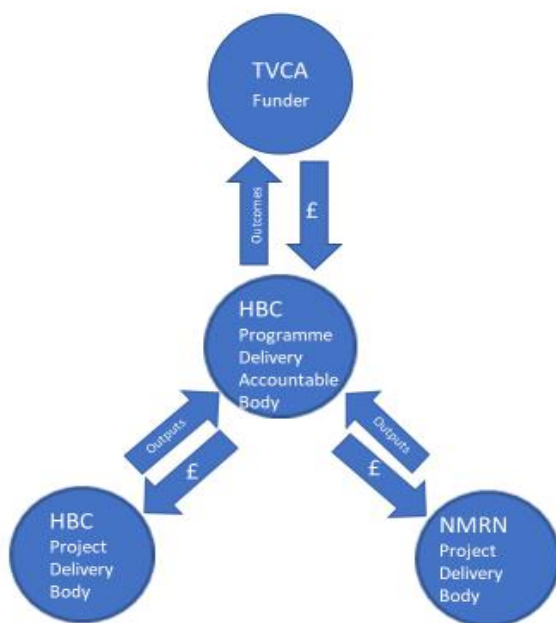 TVCA
Funder
Outcomes
£
HBC
Programme
Delivery
Accountable
Body
Outputs
£
Outputs
£
HBC
Project
Delivery
Body
NMRN
Project
Delivery
Body